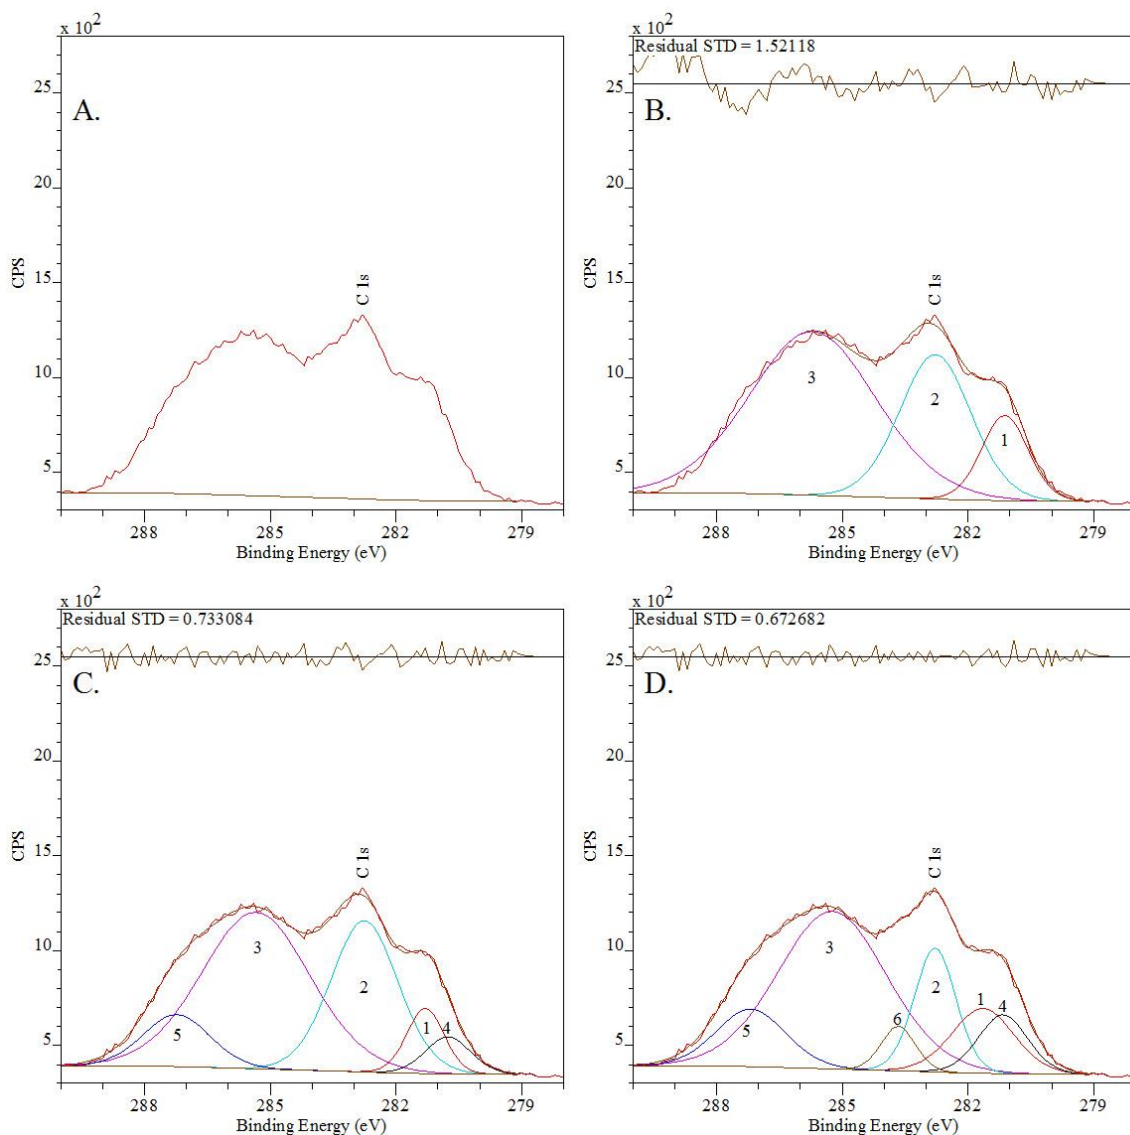 x 10²
A.
25
20
15
10
5
CPS
C 1s
288 285 282 279
Binding Energy (eV)
x 10²
Residual STD = 1.52118
B.
25
20
15
10
5
CPS
C 1s
3
2
1
288 285 282 279
Binding Energy (eV)
x 10²
Residual STD = 0.733084
C.
25
20
15
10
5
CPS
C 1s
3
2
5
1 4
288 285 282 279
Binding Energy (eV)
x 10²
Residual STD = 0.672682
D.
25
20
15
10
5
CPS
C 1s
3
2
1 4
6
5
288 285 282 279
Binding Energy (eV)